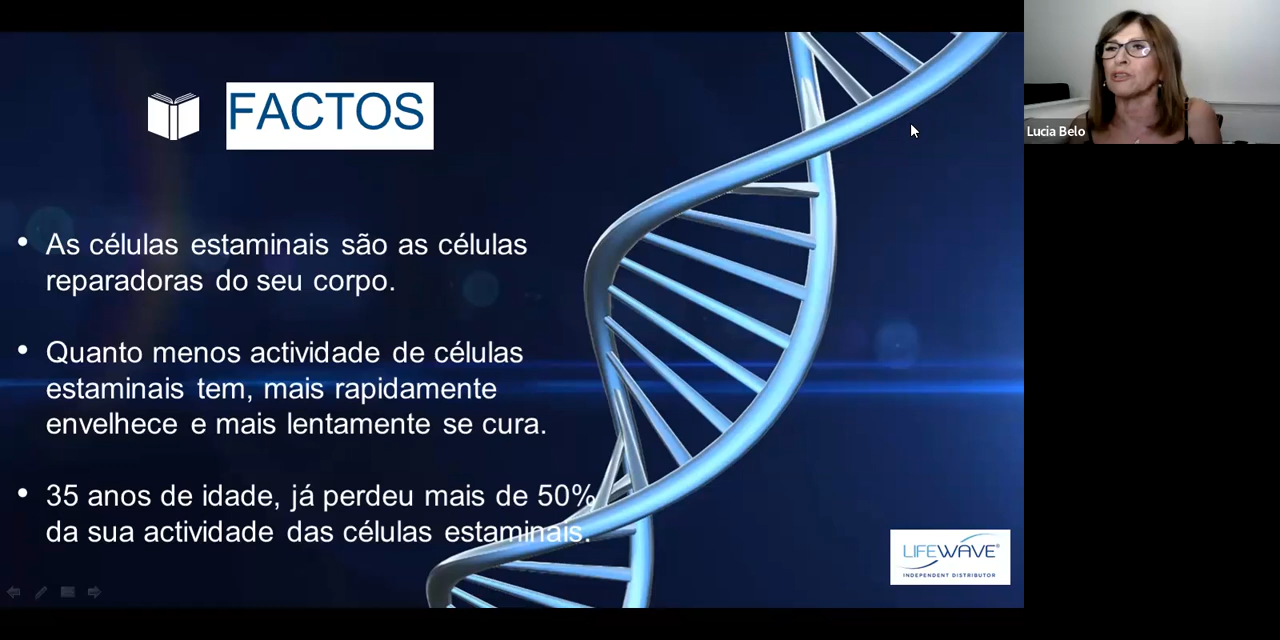 FACTOS
• As células estaminais são as células
reparadoras do seu corpo.
• Quanto menos actividade de células
estaminais tem, mais rapidamente
envelhece e mais lentamente se cura.
• 35 anos de idade, já perdeu mais de 50%
da sua actividade das células estaminais.
LIFEWAVE®
INDEPENDENT DISTRIBUTOR
Lucia Belo